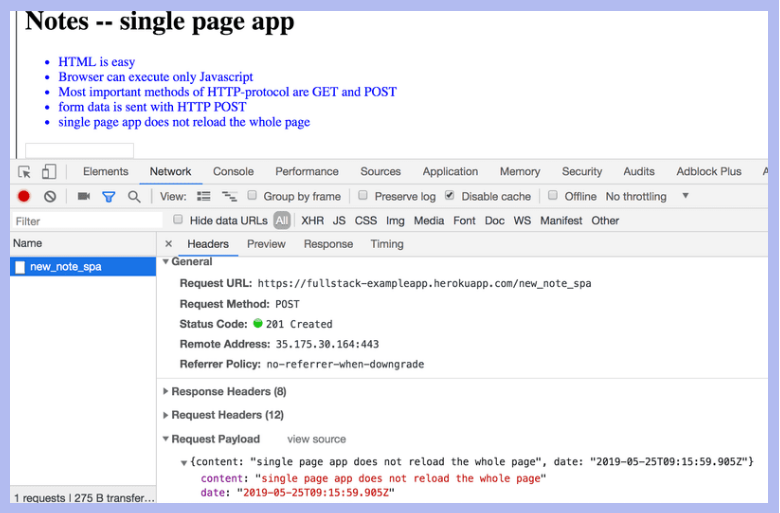 Notes -- single page app
HTML is easy
Browser can execute only Javascript
Most important methods of HTTP-protocol are GET and POST
form data is sent with HTTP POST
single page app does not reload the whole page
Elements Network Console Performance Sources Application Memory Security Audits Adblock Plus
View: Group by frame Preserve log Disable cache Offline No throttling
Filter Hide data URLs All XHR JS CSS Img Media Font Doc WS Manifest Other
Name × Headers Preview Response Timing
new_note_spa
General
Request URL: https://fullstack-exampleapp.herokuapp.com/new_note_spa
Request Method: POST
Status Code: 201 Created
Remote Address: 35.175.30.164:443
Referrer Policy: no-referrer-when-downgrade
Response Headers (8)
Request Headers (12)
Request Payload view source
{content: "single page app does not reload the whole page", date: "2019-05-25T09:15:59.905Z"}
content: "single page app does not reload the whole page"
date: "2019-05-25T09:15:59.905Z"
1 requests | 275 B transfer...